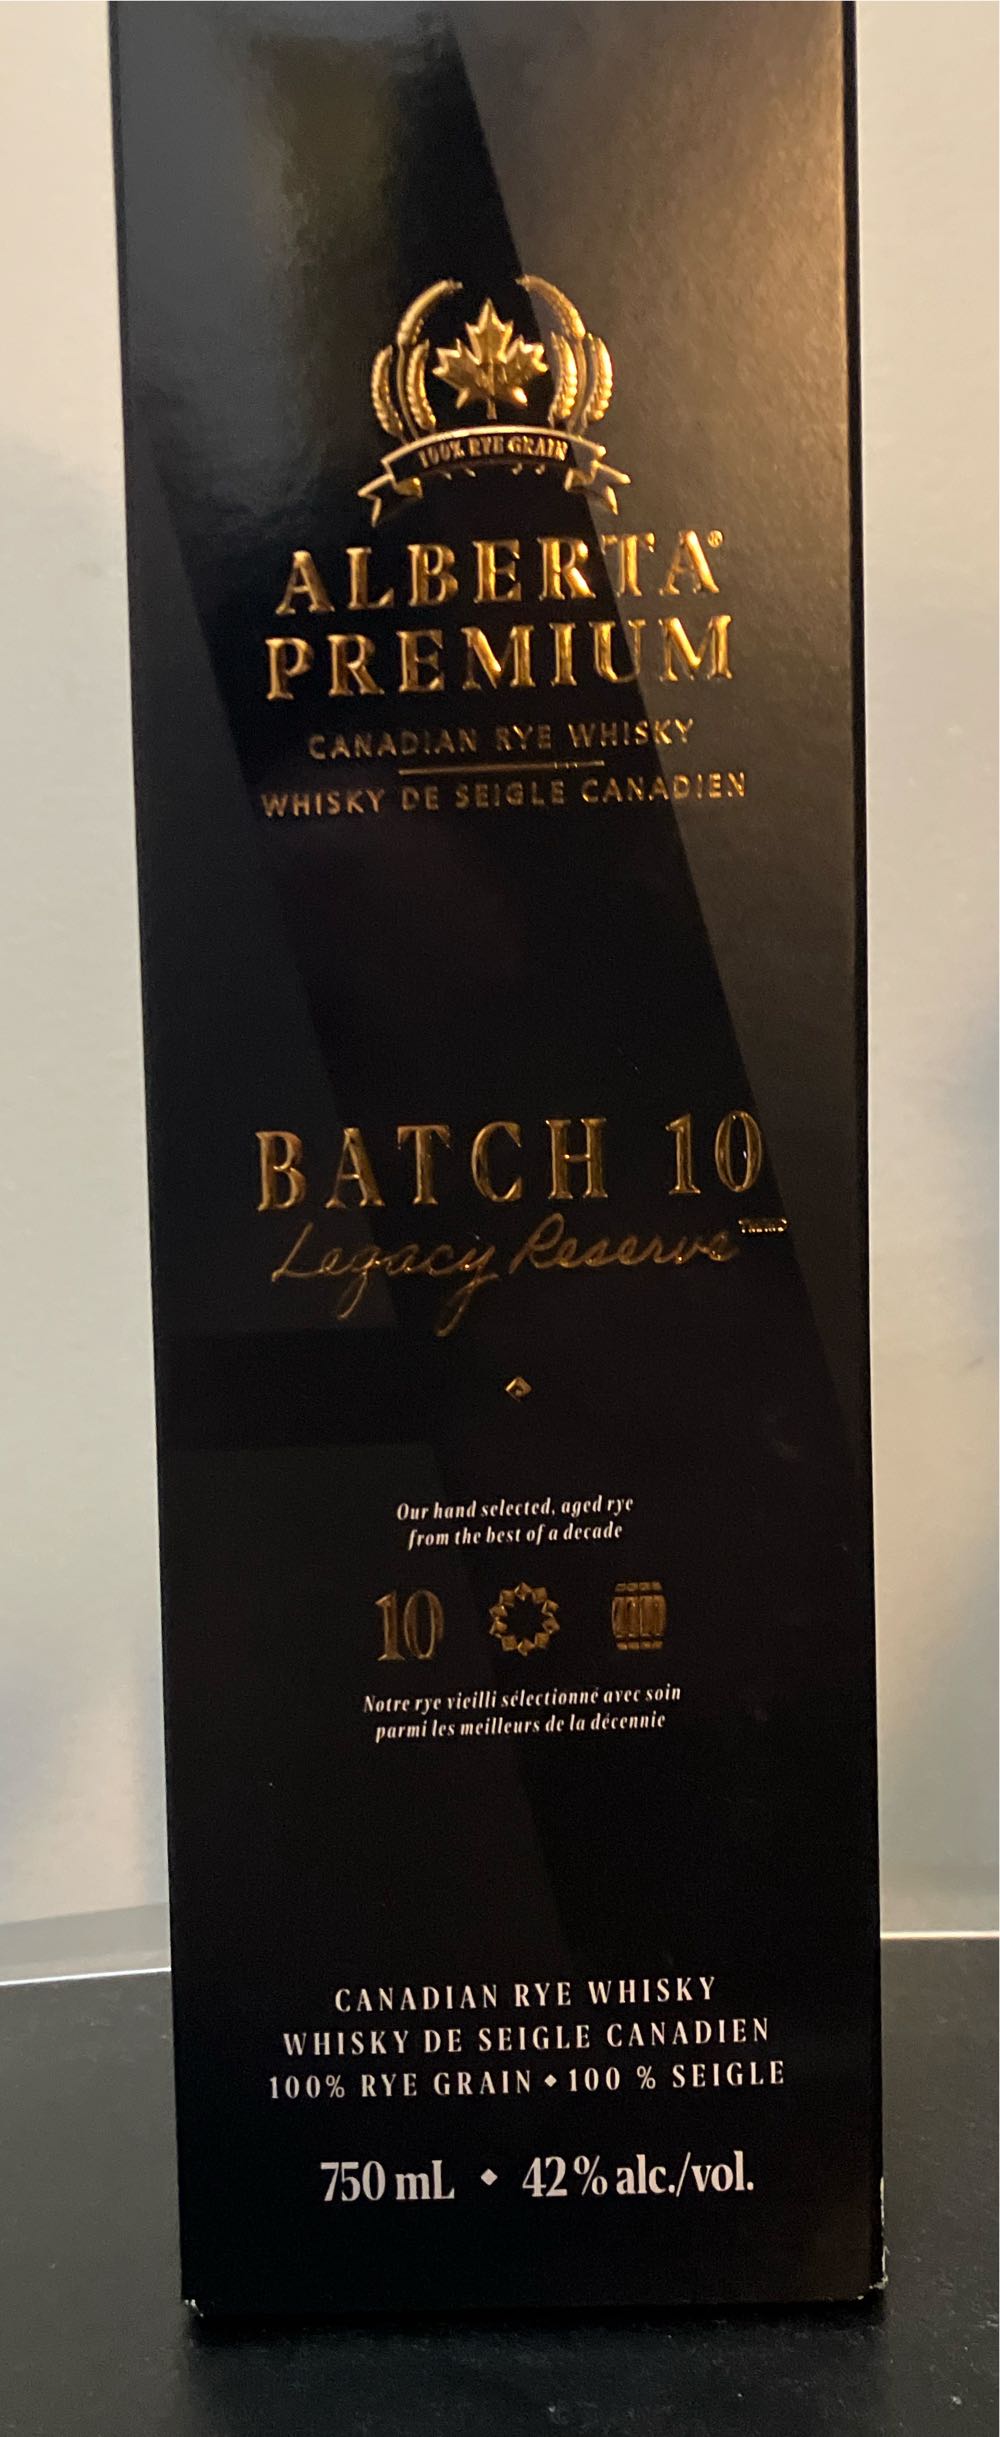 100% RYE GRAIN
ALBERTA®
PREMIUM
CANADIAN RYE WHISKY
WHISKY DE SEIGLE CANADIEN
BATCH 10
Legacy Reserve
Our hand selected, aged rye
from the best of a decade
10
Notre rye vieilli sélectionné avec soin
parmi les meilleurs de la décennie
CANADIAN RYE WHISKY
WHISKY DE SEIGLE CANADIEN
100% RYE GRAIN ⬥ 100 % SEIGLE
750 mL ⬥ 42% alc./vol.